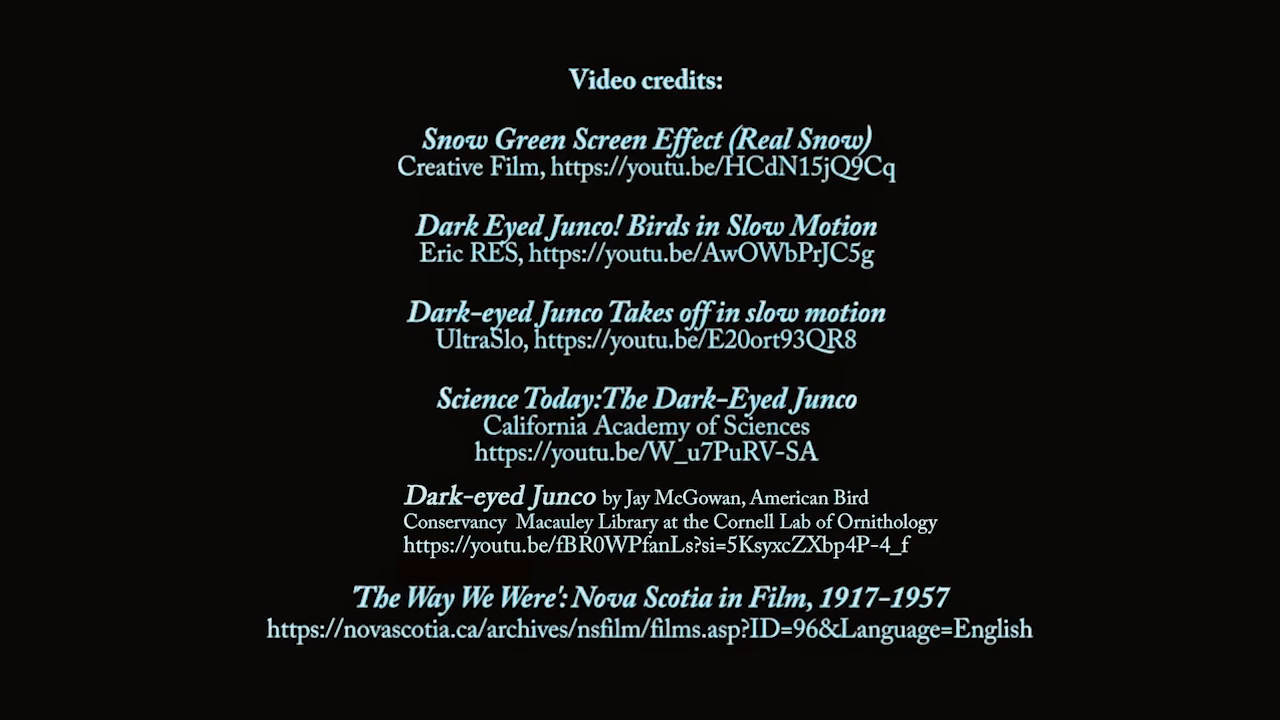 Video credits:
Snow Green Screen Effect (Real Snow)
Creative Film, https://youtu.be/HCdN15jQ9Cq
Dark Eyed Junco! Birds in Slow Motion
Eric RES, https://youtu.be/AwOWbPrJC5g
Dark-eyed Junco Takes off in slow motion
UltraSlo, https://youtu.be/E20ort93QR8
Science Today:The Dark-Eyed Junco
California Academy of Sciences
https://youtu.be/W_u7PuRV-SA
Dark-eyed Junco by Jay McGowan, American Bird
Conservancy  Macauley Library at the Cornell Lab of Ornithology
https://youtu.be/fBR0WPfanLs?si=5KsyxcZXbp4P-4_f
'The Way We Were': Nova Scotia in Film, 1917-1957
https://novascotia.ca/archives/nsfilm/films.asp?ID=96&Language=English